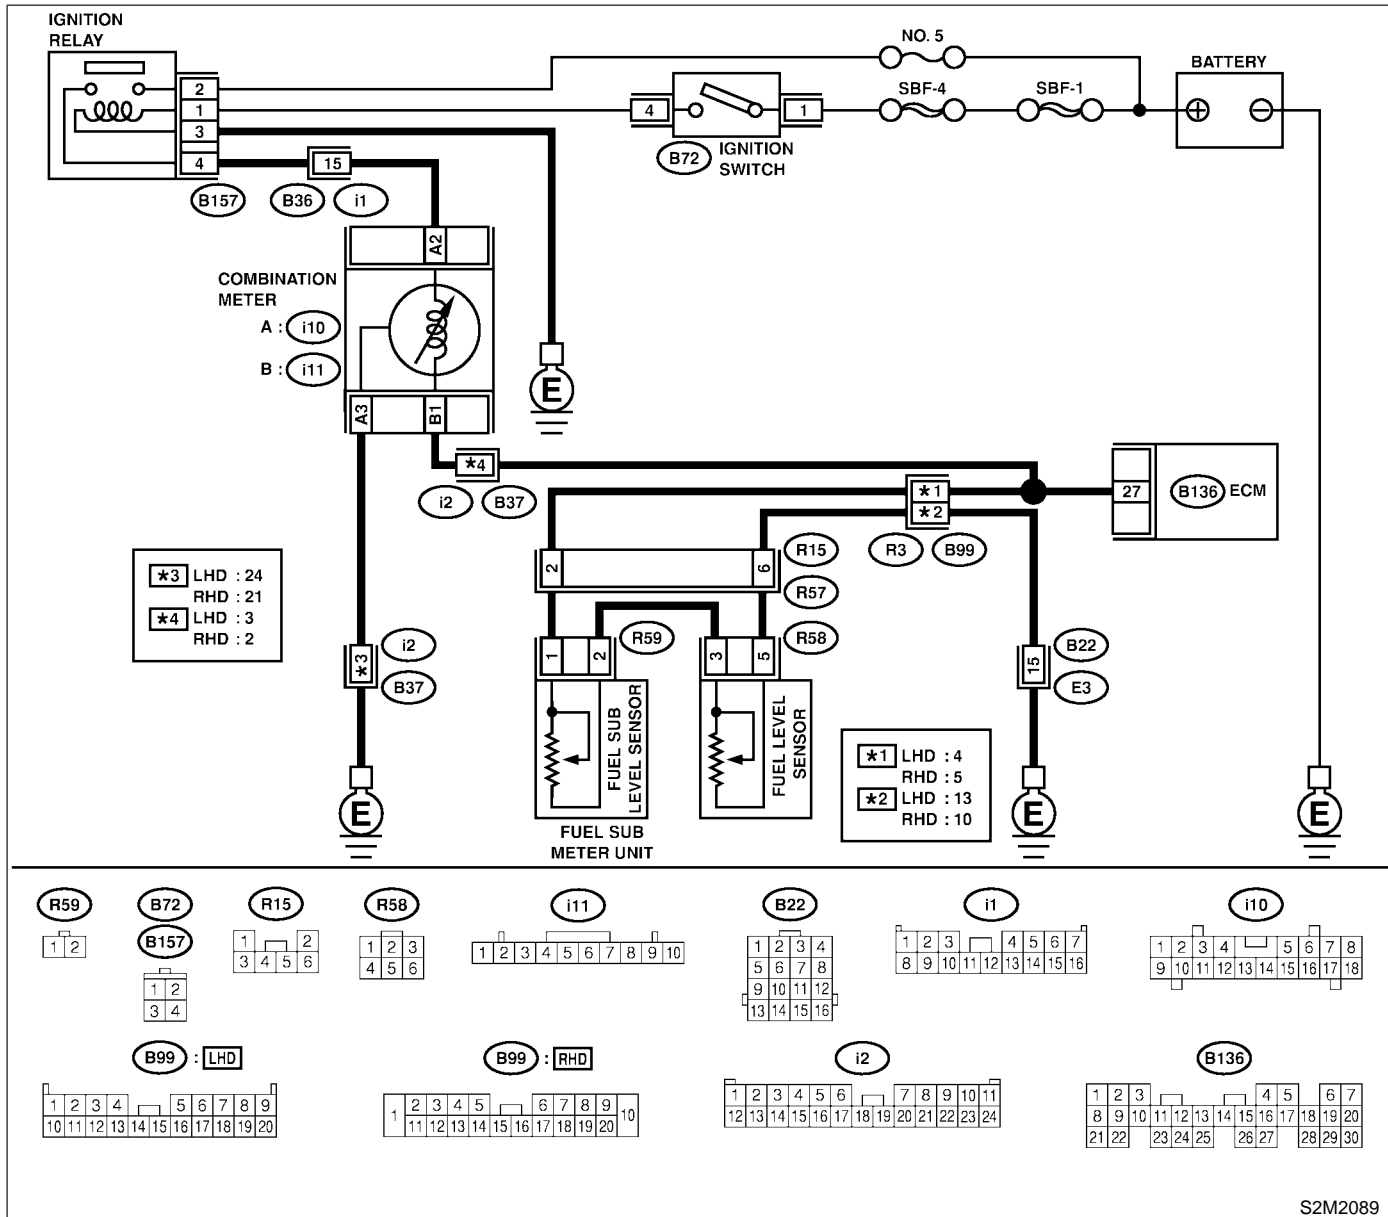 IGNITION
RELAY
NO. 5
BATTERY
SBF-4
SBF-1
2
1
3
4
4
1
+
−
B72
IGNITION
SWITCH
15
B157
B36
i1
A2
COMBINATION
METER
A : i10
B : i11
E
A3
B1
*4
i2
B37
*1
*2
27
B136
ECM
R3
B99
2
6
R15
R57
*3 LHD : 24
RHD : 21
*4 LHD : 3
RHD : 2
1
2
R59
3
5
R58
*3
i2
B37
15
B22
E3
FUEL SUB
LEVEL SENSOR
FUEL LEVEL
SENSOR
*1 LHD : 4
RHD : 5
*2 LHD : 13
RHD : 10
E
E
E
FUEL SUB
METER UNIT
R59
1 2
B72
B157
1 2
3 4
R15
1 2
3 4 5 6
R58
1 2 3
4 5 6
i11
1 2 3 4 5 6 7 8 9 10
B22
1 2 3 4
5 6 7 8
9 10 11 12
13 14 15 16
i1
1 2 3 4 5 6 7
8 9 10 11 12 13 14 15 16
i10
1 2 3 4 5 6 7 8
9 10 11 12 13 14 15 16 17 18
B99 : LHD
1 2 3 4 5 6 7 8 9
10 11 12 13 14 15 16 17 18 19 20
B99 : RHD
1 2 3 4 5 6 7 8 9 10
11 12 13 14 15 16 17 18 19 20
i2
1 2 3 4 5 6 7 8 9 10 11
12 13 14 15 16 17 18 19 20 21 22 23 24
B136
1 2 3 4 5 6 7
8 9 10 11 12 13 14 15 16 17 18 19 20
21 22 23 24 25 26 27 28 29 30
S2M2089